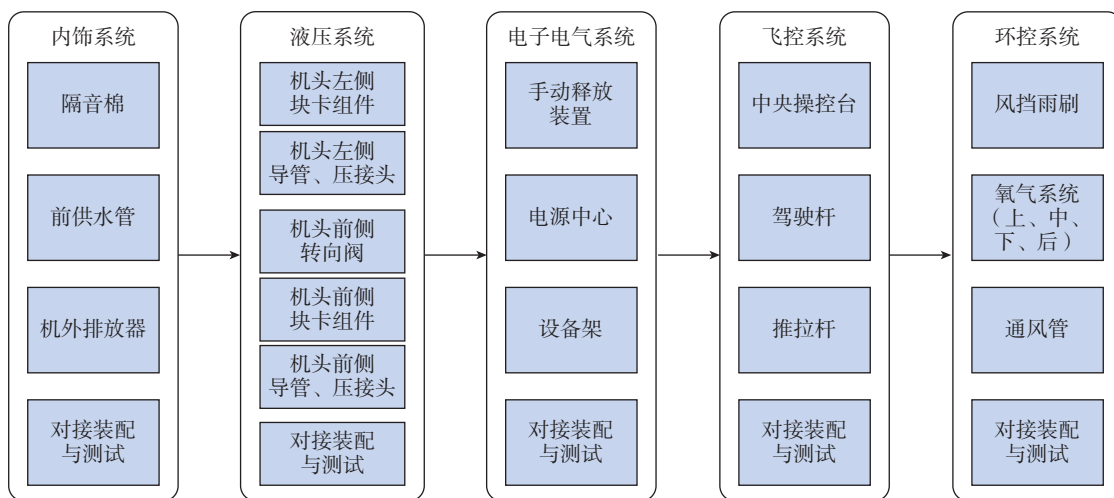 内饰系统
隔音棉
前供水管
机外排放器
对接装配
与测试
液压系统
机头左侧
块卡组件
机头左侧
导管、压接头
机头前侧
转向阀
机头前侧
块卡组件
机头前侧
导管、压接头
对接装配
与测试
电子电气系统
手动释放
装置
电源中心
设备架
对接装配
与测试
飞控系统
中央操控台
驾驶杆
推拉杆
对接装配
与测试
环控系统
风挡雨刷
氧气系统
（上、中、
下、后）
通风管
对接装配
与测试